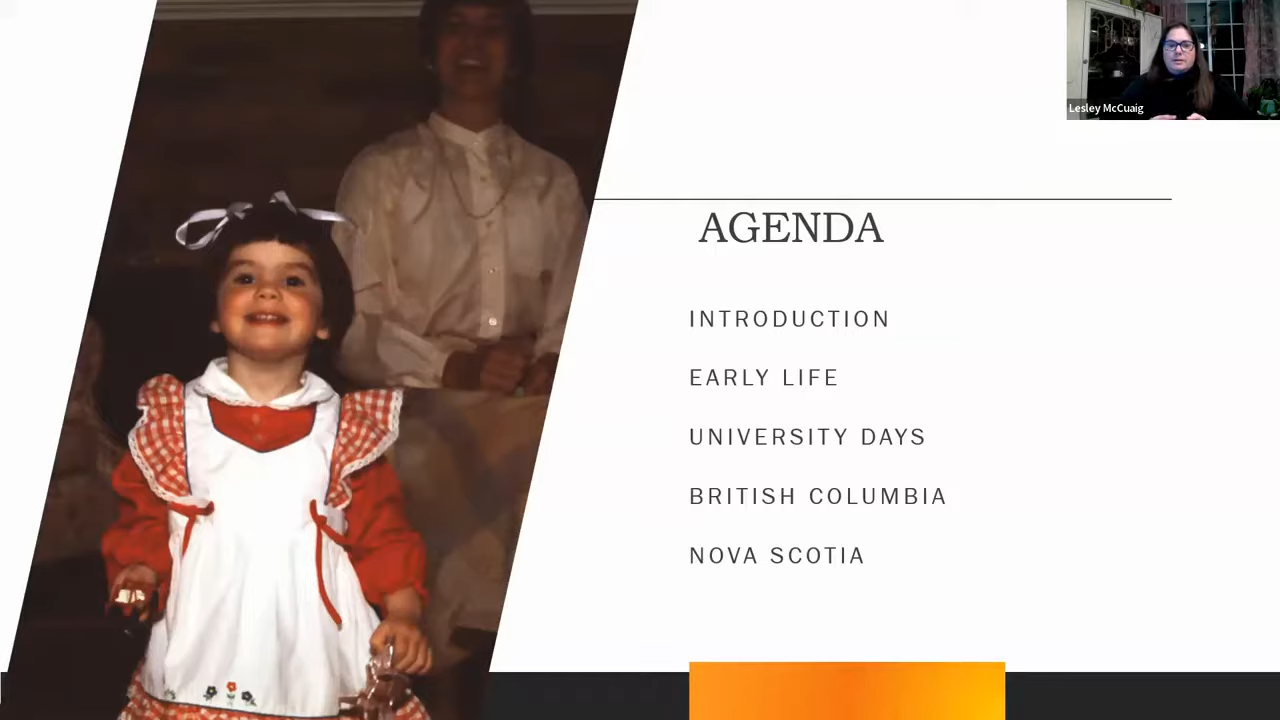 Lesley McCuaig
AGENDA
INTRODUCTION
EARLY LIFE
UNIVERSITY DAYS
BRITISH COLUMBIA
NOVA SCOTIA